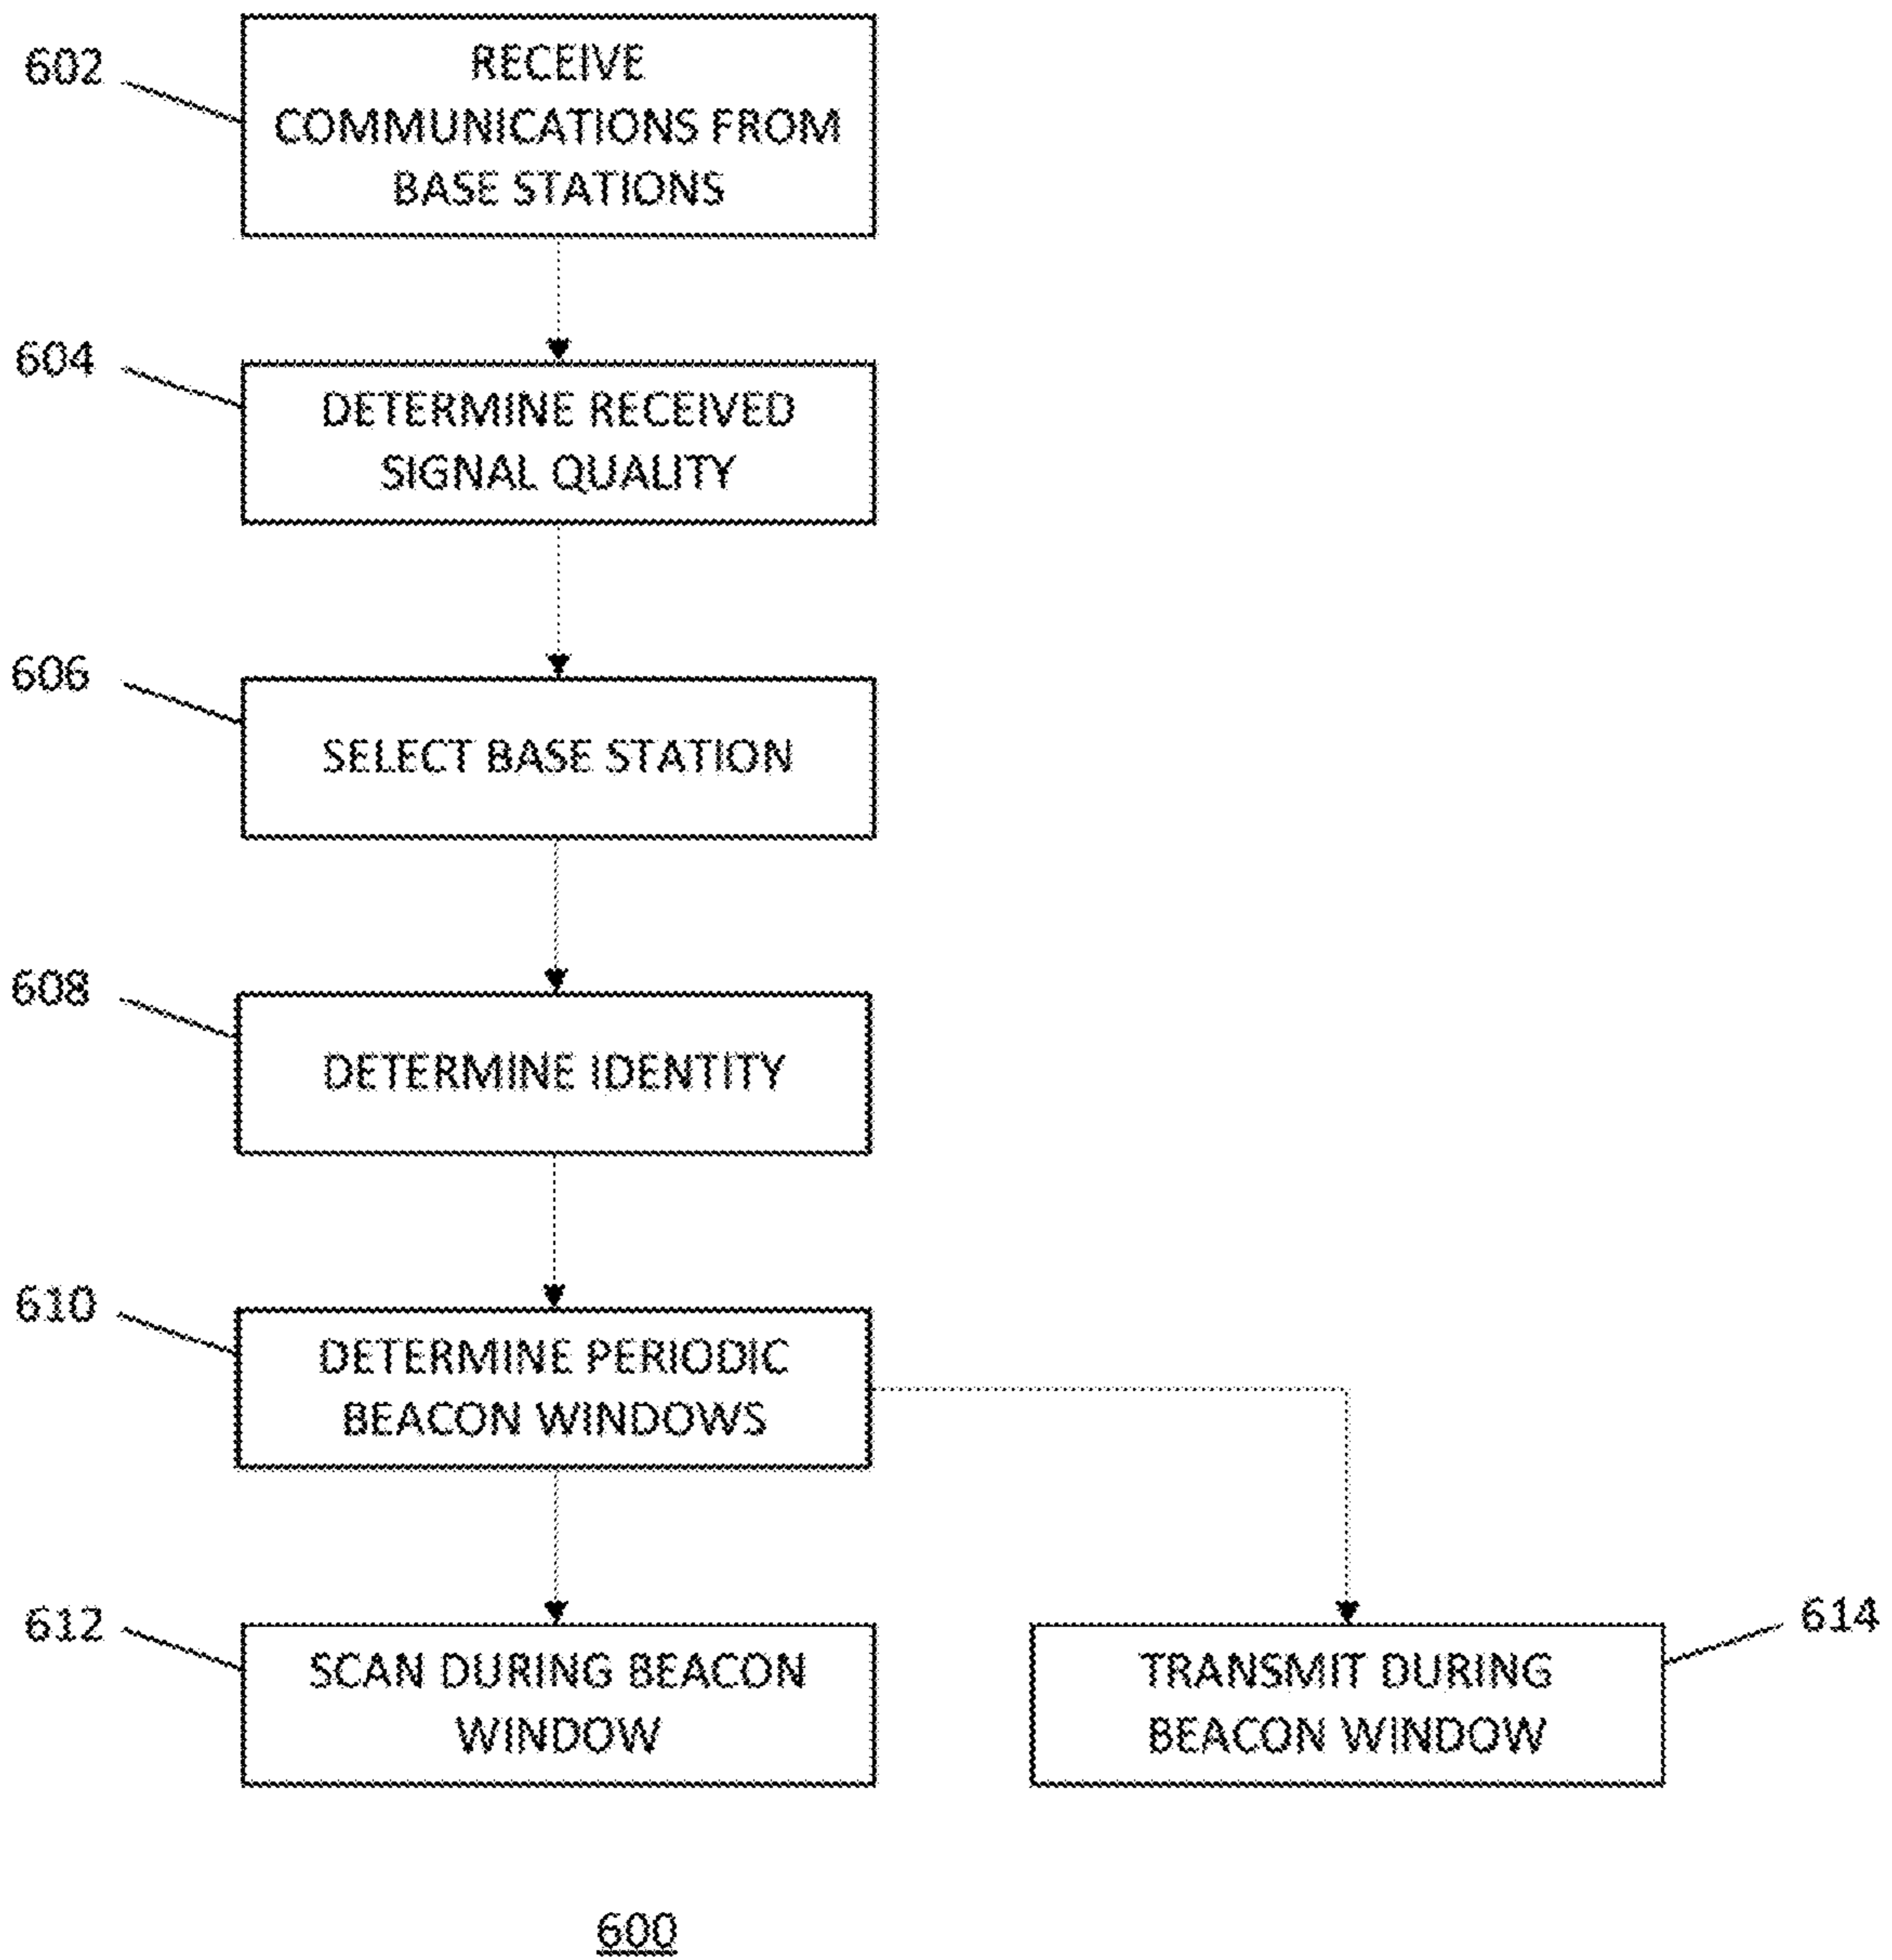 602
RECEIVE
COMMUNICATIONS FROM
BASE STATIONS
604
DETERMINE RECEIVED
SIGNAL QUALITY
606
SELECT BASE STATION
608
DETERMINE IDENTITY
610
DETERMINE PERIODIC
BEACON WINDOWS
612
SCAN DURING BEACON
WINDOW
TRANSMIT DURING
BEACON WINDOW
614
600